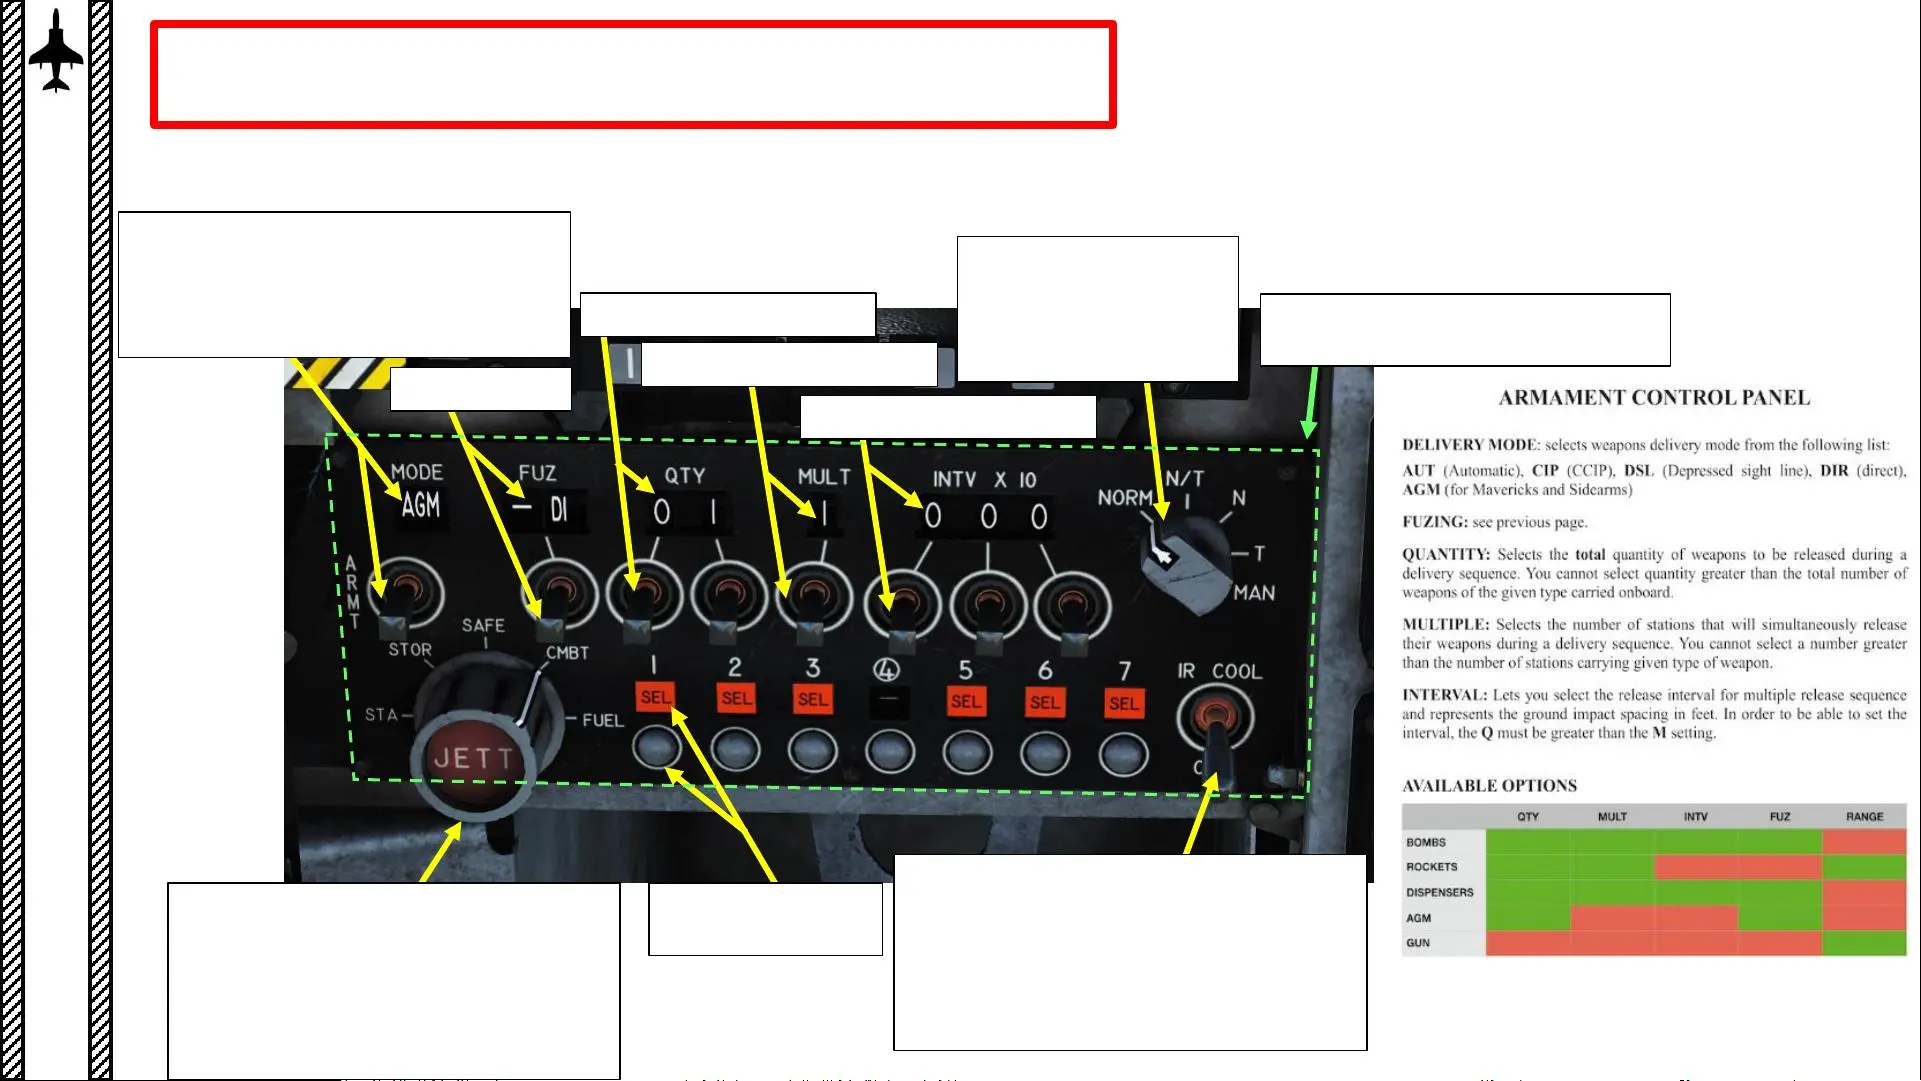 MODE
FUZ
QTY
MULT
INTV X 10
NORM
N/T
N
T
MAN
AGM
– DI
0 1
1
0 0 0
ARMT
SAFE
STOR
CMBT
STA
FUEL
JETT
1 2 3 4 5 6 7
SEL SEL SEL – SEL SEL SEL
IR COOL
ARMAMENT CONTROL PANEL
DELIVERY MODE: selects weapons delivery mode from the following list:
AUT (Automatic), CIP (CCIP), DSL (Depressed sight line), DIR (direct),
AGM (for Mavericks and Sidearms)
FUZING: see previous page.
QUANTITY: Selects the total quantity of weapons to be released during a
delivery sequence. You cannot select quantity greater than the total number of
weapons of the given type carried onboard.
MULTIPLE: Selects the number of stations that will simultaneously release
their weapons during a delivery sequence. You cannot select a number greater
than the number of stations carrying given type of weapon.
INTERVAL: Lets you select the release interval for multiple release sequence
and represents the ground impact spacing in feet. In order to be able to set the
interval, the Q must be greater than the M setting.
AVAILABLE OPTIONS
QTY MULT INTV FUZ RANGE
BOMBS
ROCKETS
DISPENSERS
AGM
GUN